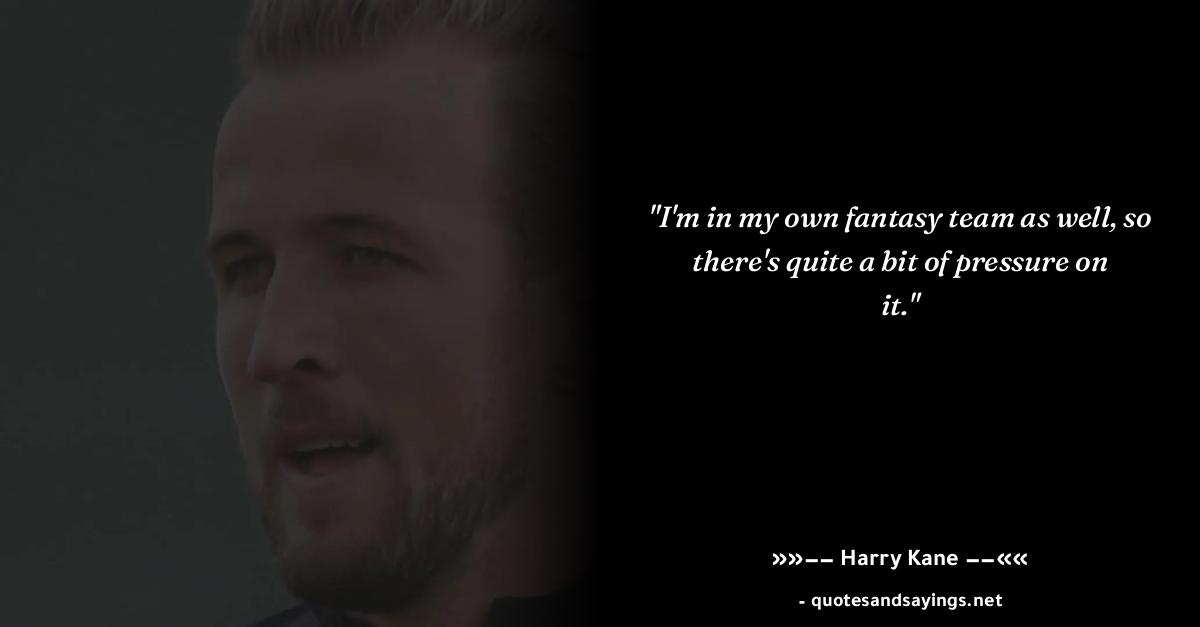 "I'm in my own fantasy team as well, so
there's quite a bit of pressure on
it."
»»−− Harry Kane −−««
- quotesandsayings.net